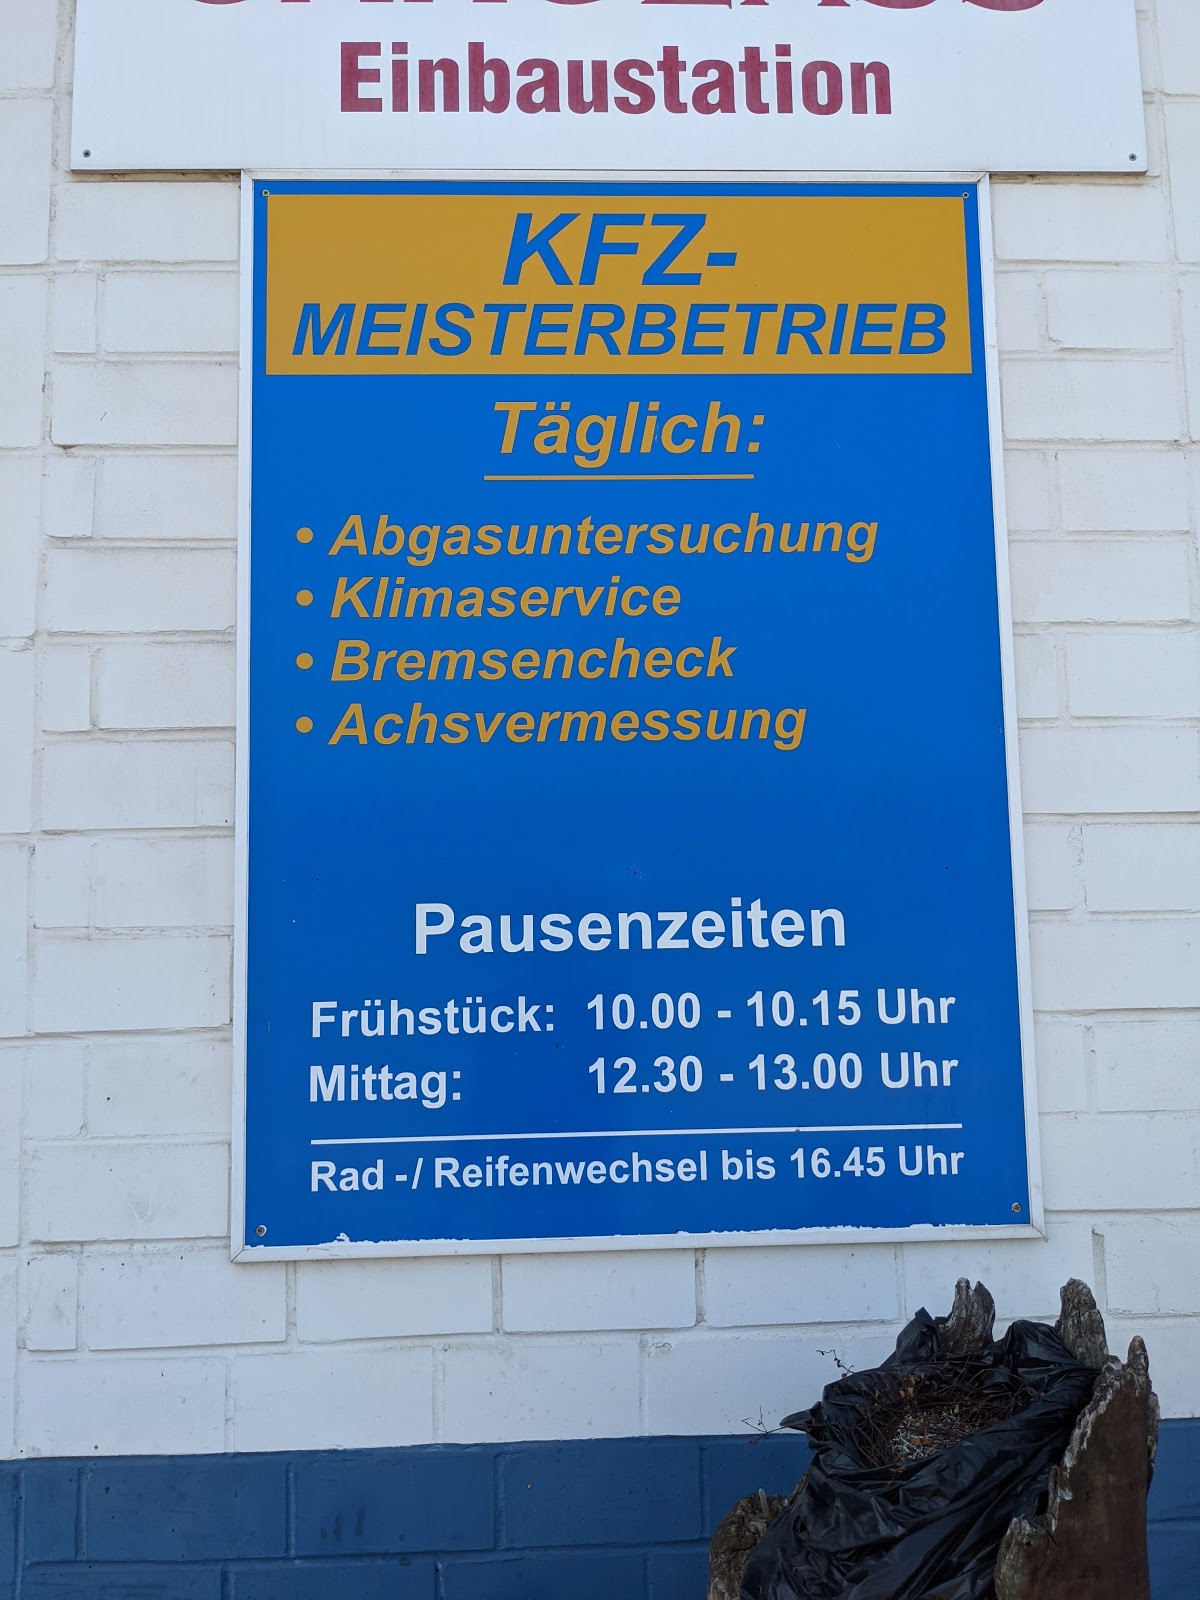 Einbaustation
KFZ-
MEISTERBETRIEB
Täglich:
• Abgasuntersuchung
• Klimaservice
• Bremsencheck
• Achsvermessung
Pausenzeiten
Frühstück: 10.00 - 10.15 Uhr
Mittag: 12.30 - 13.00 Uhr
Rad -/ Reifenwechsel bis 16.45 Uhr